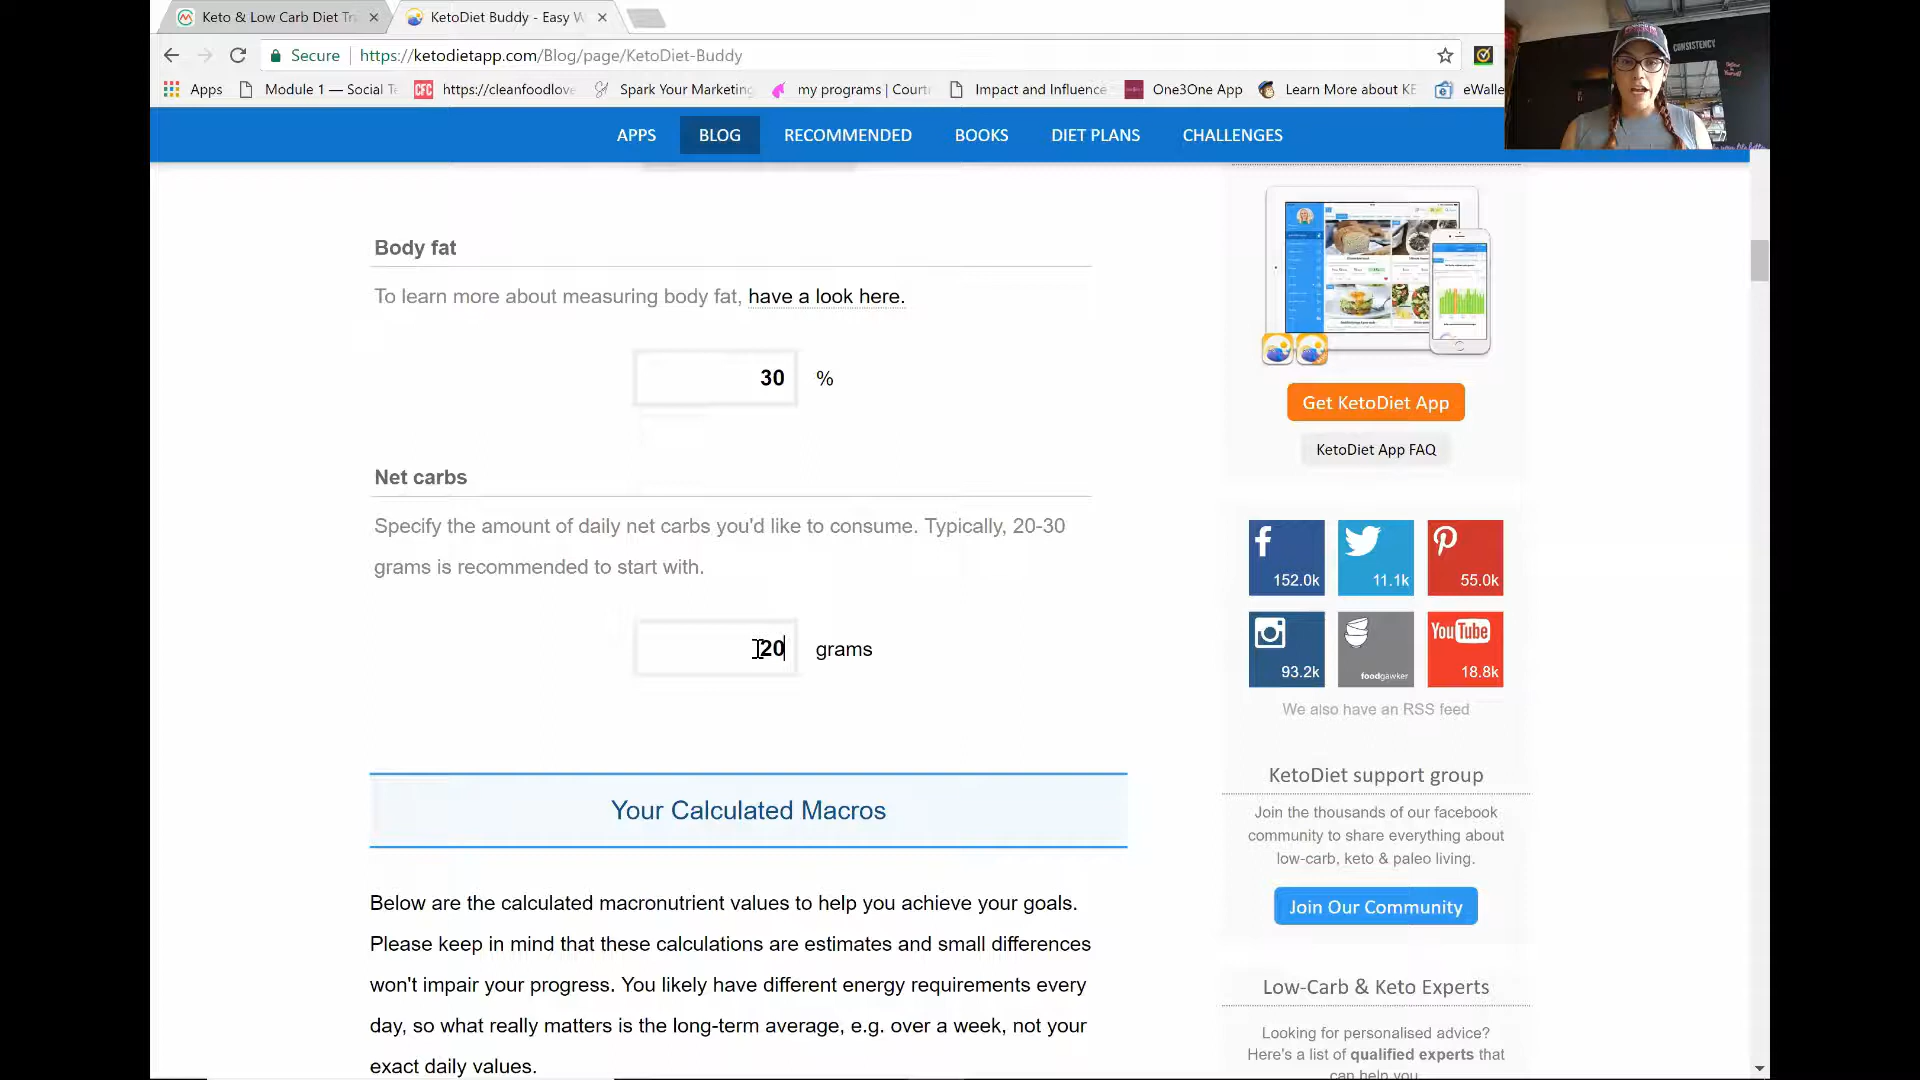 Keto & Low Carb Diet Tr
KetoDiet Buddy - Easy W
Secure
https://ketodietapp.com/Blog/page/KetoDiet-Buddy
Apps
Module 1 — Social Te
CFC
https://cleanfoodlove
Spark Your Marketing
my programs | Court
Impact and Influence
One3One App
Learn More about KE
eWalle
CONSISTENCY
APPS
BLOG
RECOMMENDED
BOOKS
DIET PLANS
CHALLENGES
Body fat
To learn more about measuring body fat, have a look here.
30 %
Net carbs
Specify the amount of daily net carbs you'd like to consume. Typically, 20-30
grams is recommended to start with.
20 grams
Your Calculated Macros
Below are the calculated macronutrient values to help you achieve your goals.
Please keep in mind that these calculations are estimates and small differences
won't impair your progress. You likely have different energy requirements every
day, so what really matters is the long-term average, e.g. over a week, not your
exact daily values.
Get KetoDiet App
KetoDiet App FAQ
152.0k
11.1k
55.0k
93.2k
foodgawker
YouTube
18.8k
We also have an RSS feed
KetoDiet support group
Join the thousands of our facebook
community to share everything about
low-carb, keto & paleo living.
Join Our Community
Low-Carb & Keto Experts
Looking for personalised advice?
Here's a list of qualified experts that
can help you